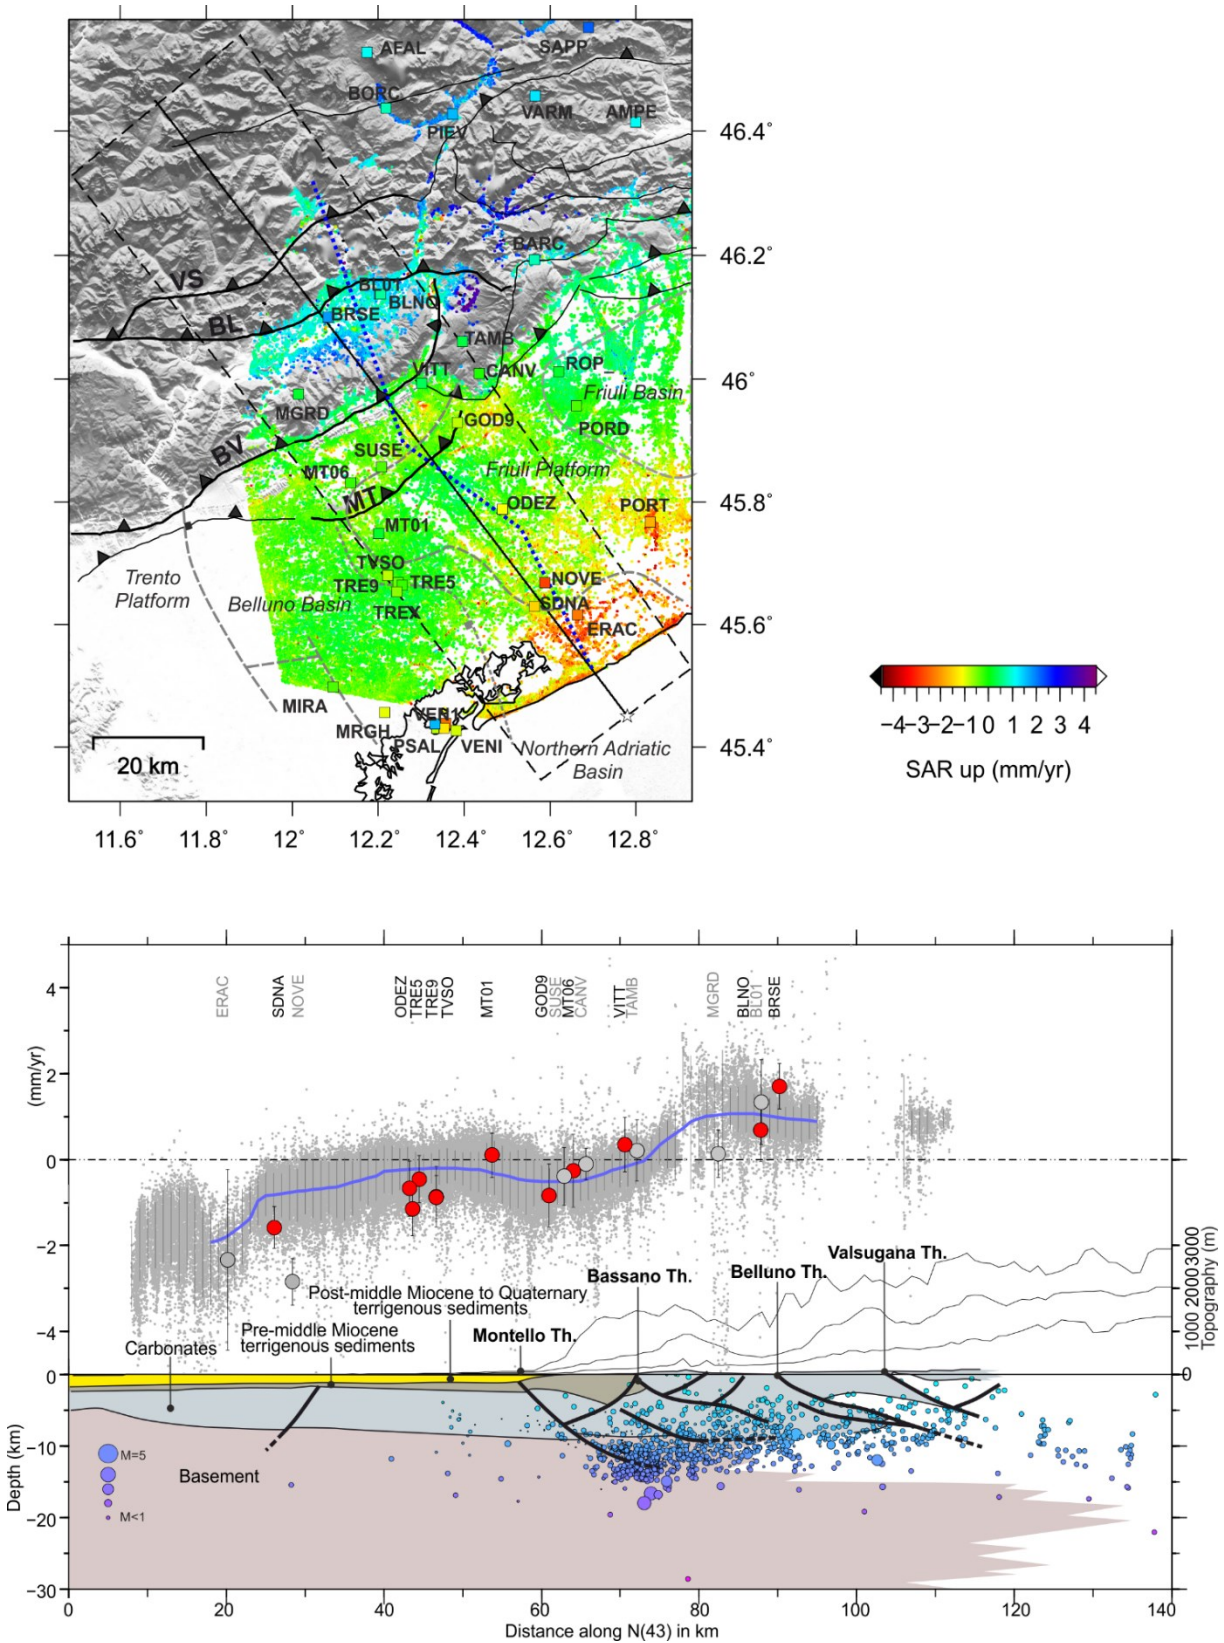 AFAL
SAPP
BORC
VARM
AMPE
PIEV
46.4°
BARC
46.2°
VS
BL01
BL
BLNO
BRSE
TAMB
VITT
CANV
ROP_
46°
Friuli Basin
MGRD
PORD
GOD9
BV
SUSE
MT06
Friuli Platform
MT
ODEZ
PORT
45.8°
MT01
TVSO
Trento
Platform
TRE9
TRE5
NOVE
Belluno Basin
TREX
SDNA
ERAC
45.6°
MIRA
MRGH
VEN1
PSAL
VENI
Northern Adriatic
Basin
45.4°
20 km
11.6° 11.8° 12° 12.2° 12.4° 12.6° 12.8°
−4−3−2−1 0 1 2 3 4
SAR up (mm/yr)
ERAC
SDNA
NOVE
ODEZ
TRE5
TRE9
TVSO
MT01
GOD9
SUSE
MT06
CANV
VITT
TAMB
MGRD
BLNO
BL01
BRSE
4
2
0
−2
−4
(mm/yr)
Valsugana Th.
Bassano Th.
Belluno Th.
Post-middle Miocene to Quaternary
terrigenous sediments
Pre-middle Miocene
terrigenous sediments
Montello Th.
Carbonates
0 1000 2000 3000
Topography (m)
0
−10
−20
−30
Depth (km)
M=5
M<1
Basement
0 20 40 60 80 100 120 140
Distance along N(43) in km